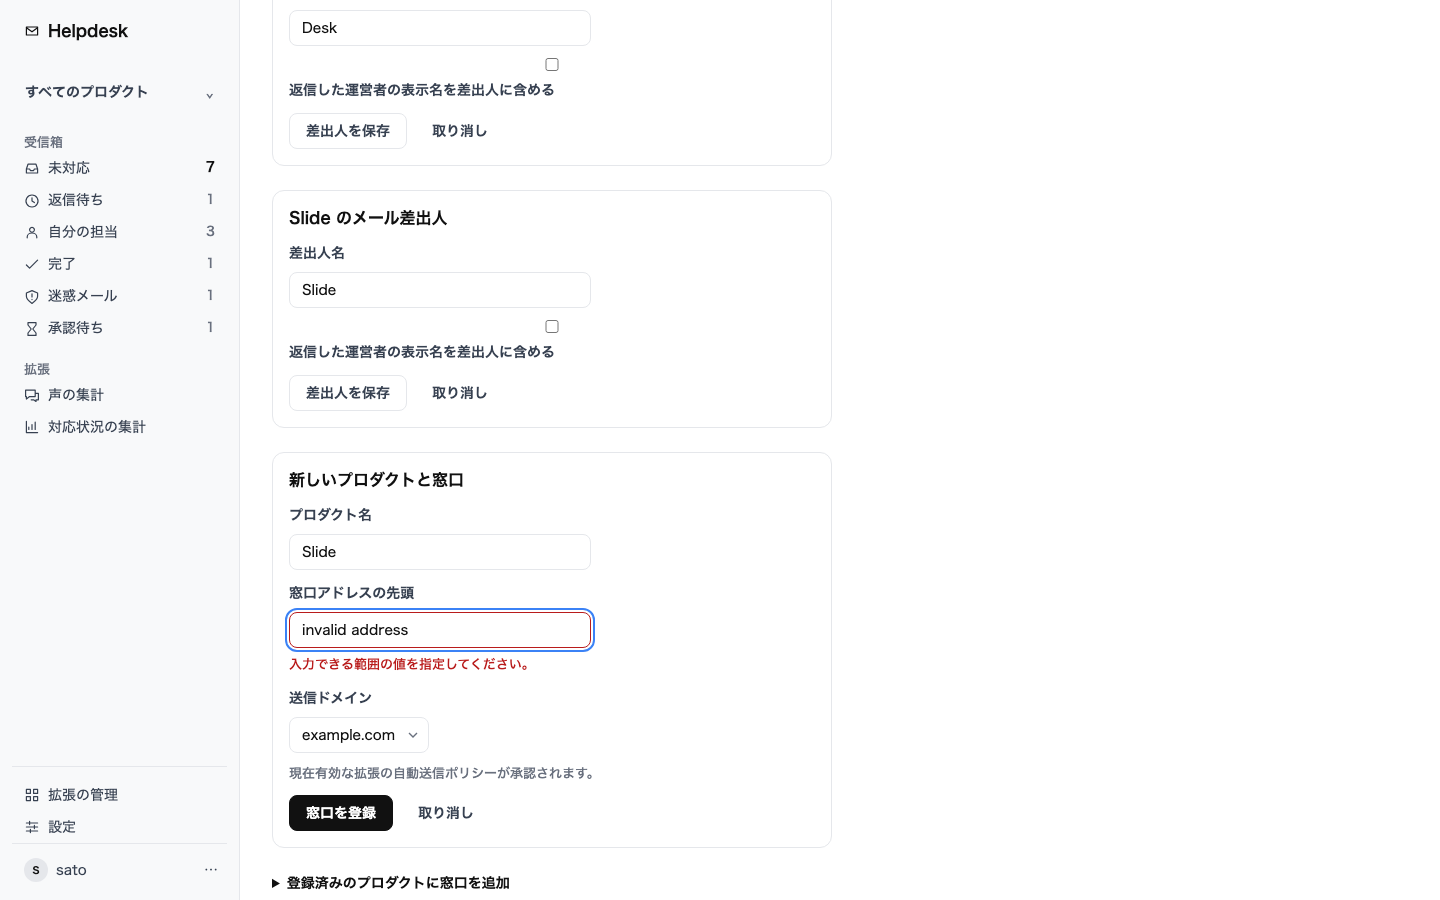 Helpdesk
すべてのプロダクト
受信箱
未対応 7
返信待ち 1
自分の担当 3
完了 1
迷惑メール 1
承認待ち 1
拡張
声の集計
対応状況の集計
拡張の管理
設定
S sato ...
Desk
返信した運営者の表示名を差出人に含める
差出人を保存 取り消し
Slide のメール差出人
差出人名
Slide
返信した運営者の表示名を差出人に含める
差出人を保存 取り消し
新しいプロダクトと窓口
プロダクト名
Slide
窓口アドレスの先頭
invalid address
入力できる範囲の値を指定してください。
送信ドメイン
example.com
現在有効な拡張の自動送信ポリシーが承認されます。
窓口を登録 取り消し
登録済みのプロダクトに窓口を追加